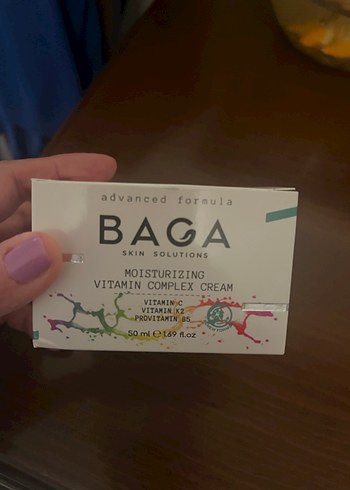 advanced formula
BAGA
SKIN SOLUTIONS
MOISTURIZING
VITAMIN COMPLEX CREAM
VITAMIN C
VITAMIN K2
PROVITAMIN B5
50 ml ℮ 1.69 fl.oz